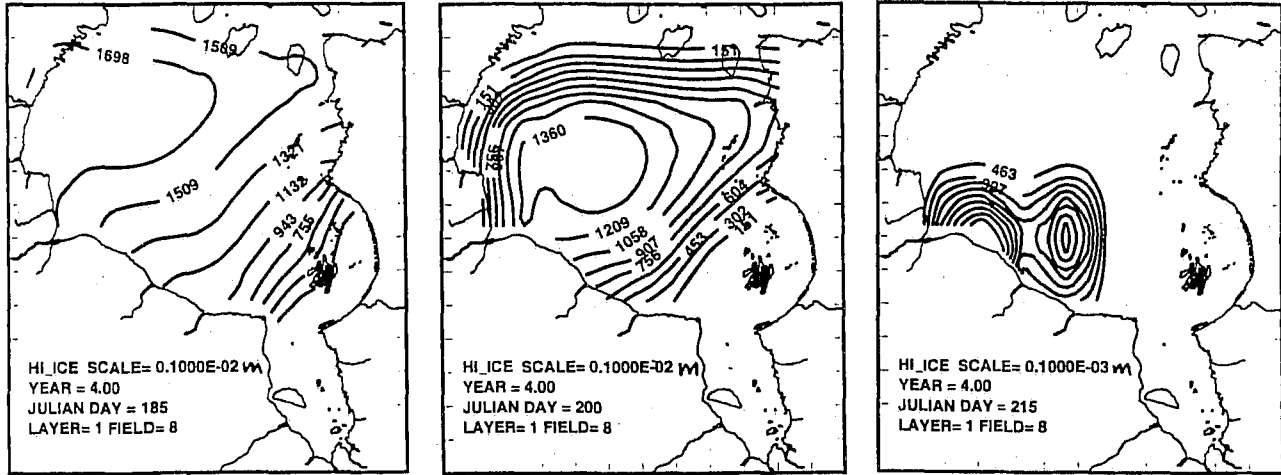 1698
1569
1321
1509
1132
943
755
HI_ICE SCALE= 0.1000E-02 m
YEAR = 4.00
JULIAN DAY = 185
LAYER= 1 FIELD= 8
151
151
756
1360
604
302
151
1209
1058
907
756
453
HI_ICE SCALE= 0.1000E-02 m
YEAR = 4.00
JULIAN DAY = 200
LAYER= 1 FIELD= 8
463
HI_ICE SCALE= 0.1000E-03 m
YEAR = 4.00
JULIAN DAY = 215
LAYER= 1 FIELD= 8